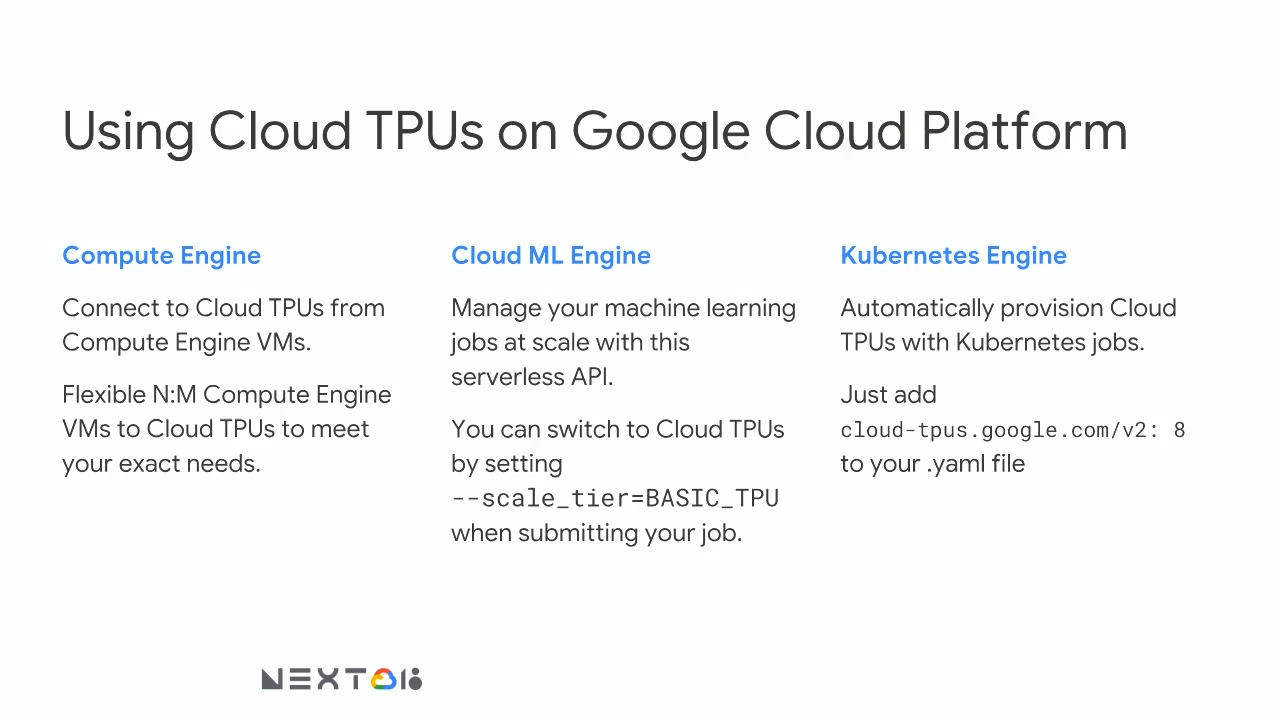 Using Cloud TPUs on Google Cloud Platform
Compute Engine
Connect to Cloud TPUs from
Compute Engine VMs.
Flexible N:M Compute Engine
VMs to Cloud TPUs to meet
your exact needs.
Cloud ML Engine
Manage your machine learning
jobs at scale with this
serverless API.
You can switch to Cloud TPUs
by setting
--scale_tier=BASIC_TPU
when submitting your job.
Kubernetes Engine
Automatically provision Cloud
TPUs with Kubernetes jobs.
Just add
cloud-tpus.google.com/v2: 8
to your .yaml file
NEXT 18